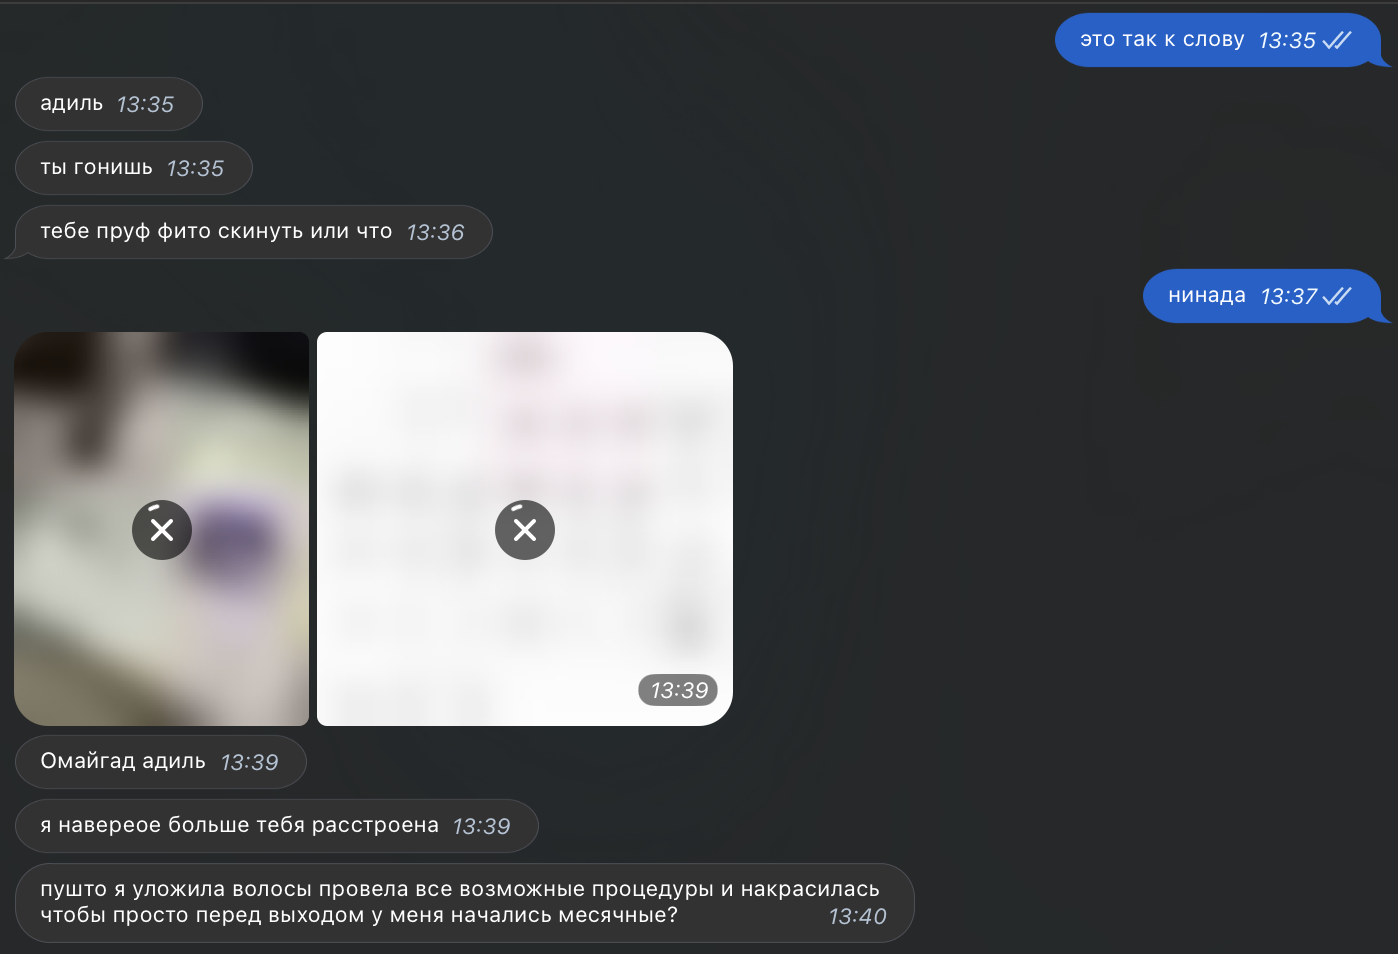 это так к слову 13:35
адиль 13:35
ты гонишь 13:35
тебе пруф фито скинуть или что 13:36
нинада 13:37
13:39
Омайгад адиль 13:39
я навереое больше тебя расстроена 13:39
пушто я уложила волосы провела все возможные процедуры и накрасилась
чтобы просто перед выходом у меня начались месячные? 13:40